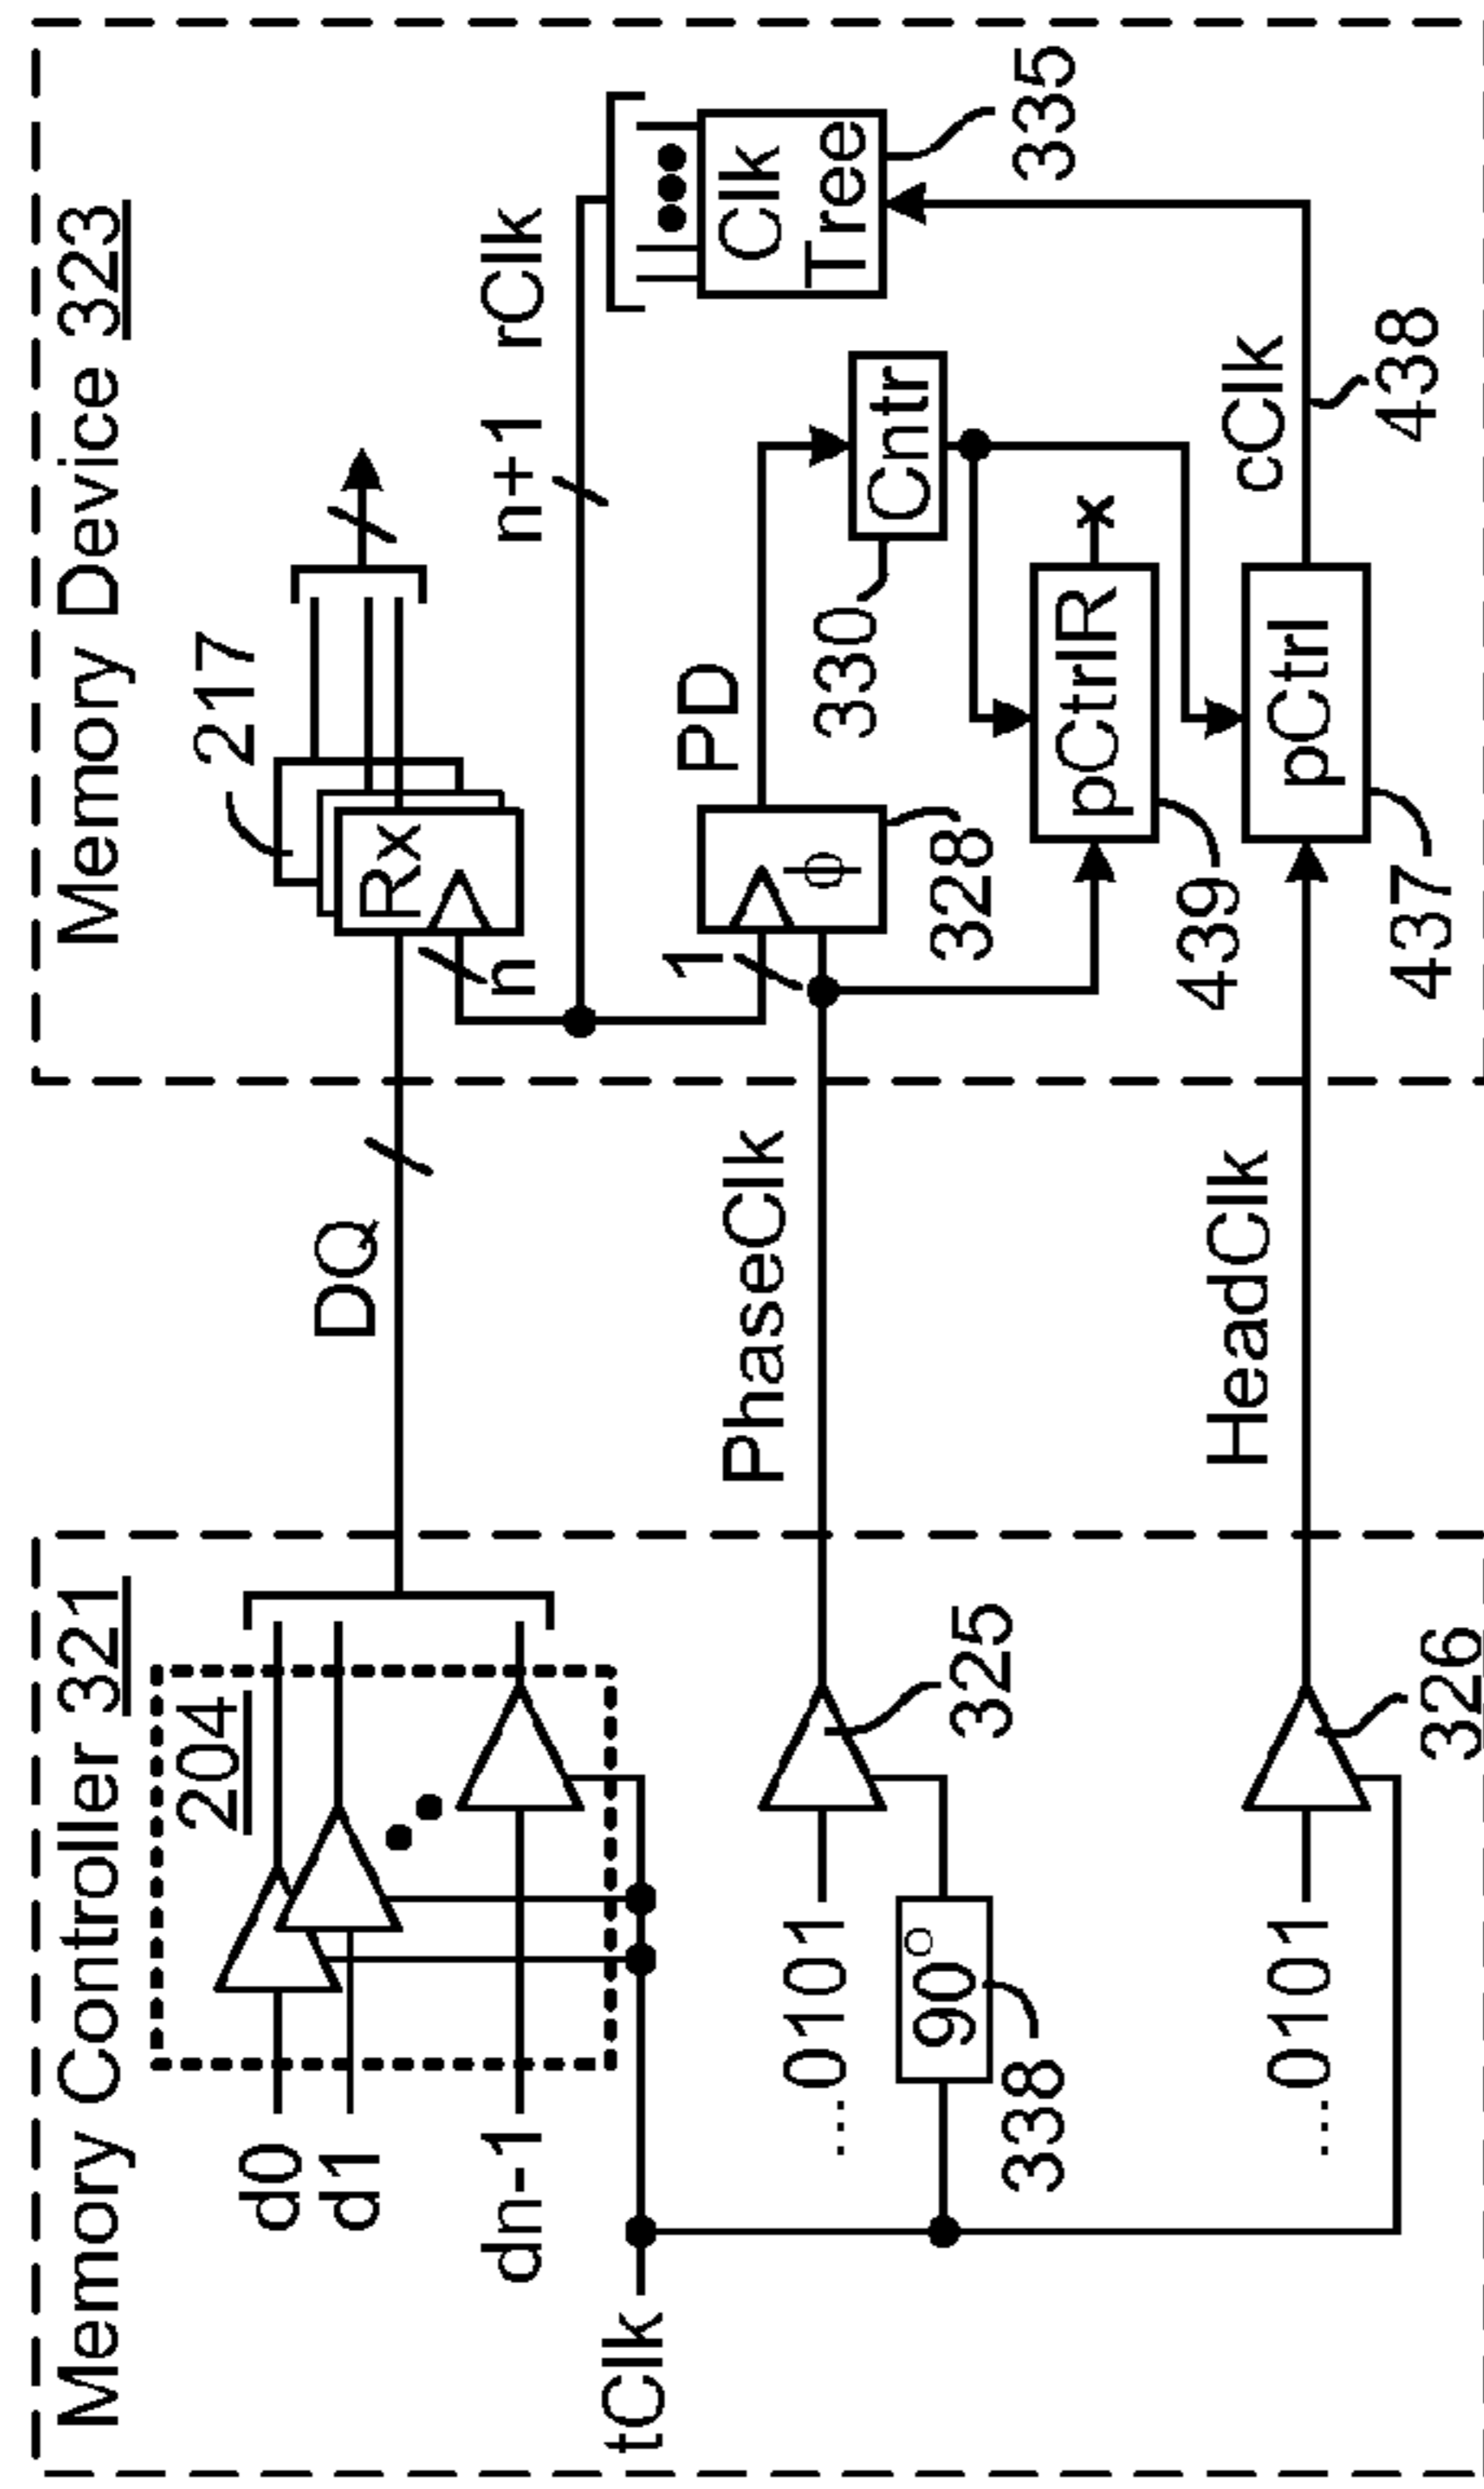 Memory Controller 321
204
d0
d1
dn-1
tClk
...0101
325
90°
338
...0101
326
DQ
PhaseClk
HeadClk
Memory Device 323
217
Rx
n
n+1
rClk
1
PD
ϕ
328
330
Cntr
Clk
Tree
335
pCtrlR
x
439
pCtrl
437
cClk
438